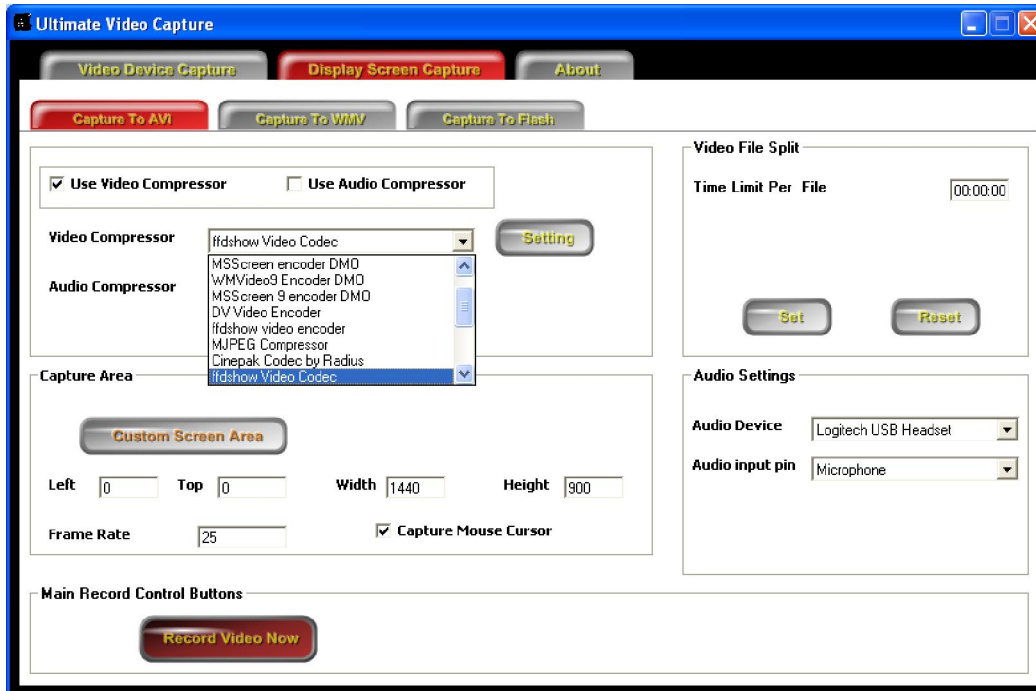 Ultimate Video Capture
Video Device Capture
Display Screen Capture
About
Capture To AVI
Capture To WMV
Capture To Flash
Use Video Compressor
Use Audio Compressor
Video Compressor
ffdshow Video Codec
Setting
Audio Compressor
MSScreen encoder DMO
WMVideo9 Encoder DMO
MSScreen 9 encoder DMO
DV Video Encoder
ffdshow video encoder
MJPEG Compressor
Cinepak Codec by Radius
ffdshow Video Codec
Video File Split
Time Limit Per File
00:00:00
Set
Reset
Capture Area
Custom Screen Area
Left 0 Top 0 Width 1440 Height 900
Frame Rate 25
Capture Mouse Cursor
Audio Settings
Audio Device Logitech USB Headset
Audio input pin Microphone
Main Record Control Buttons
Record Video Now